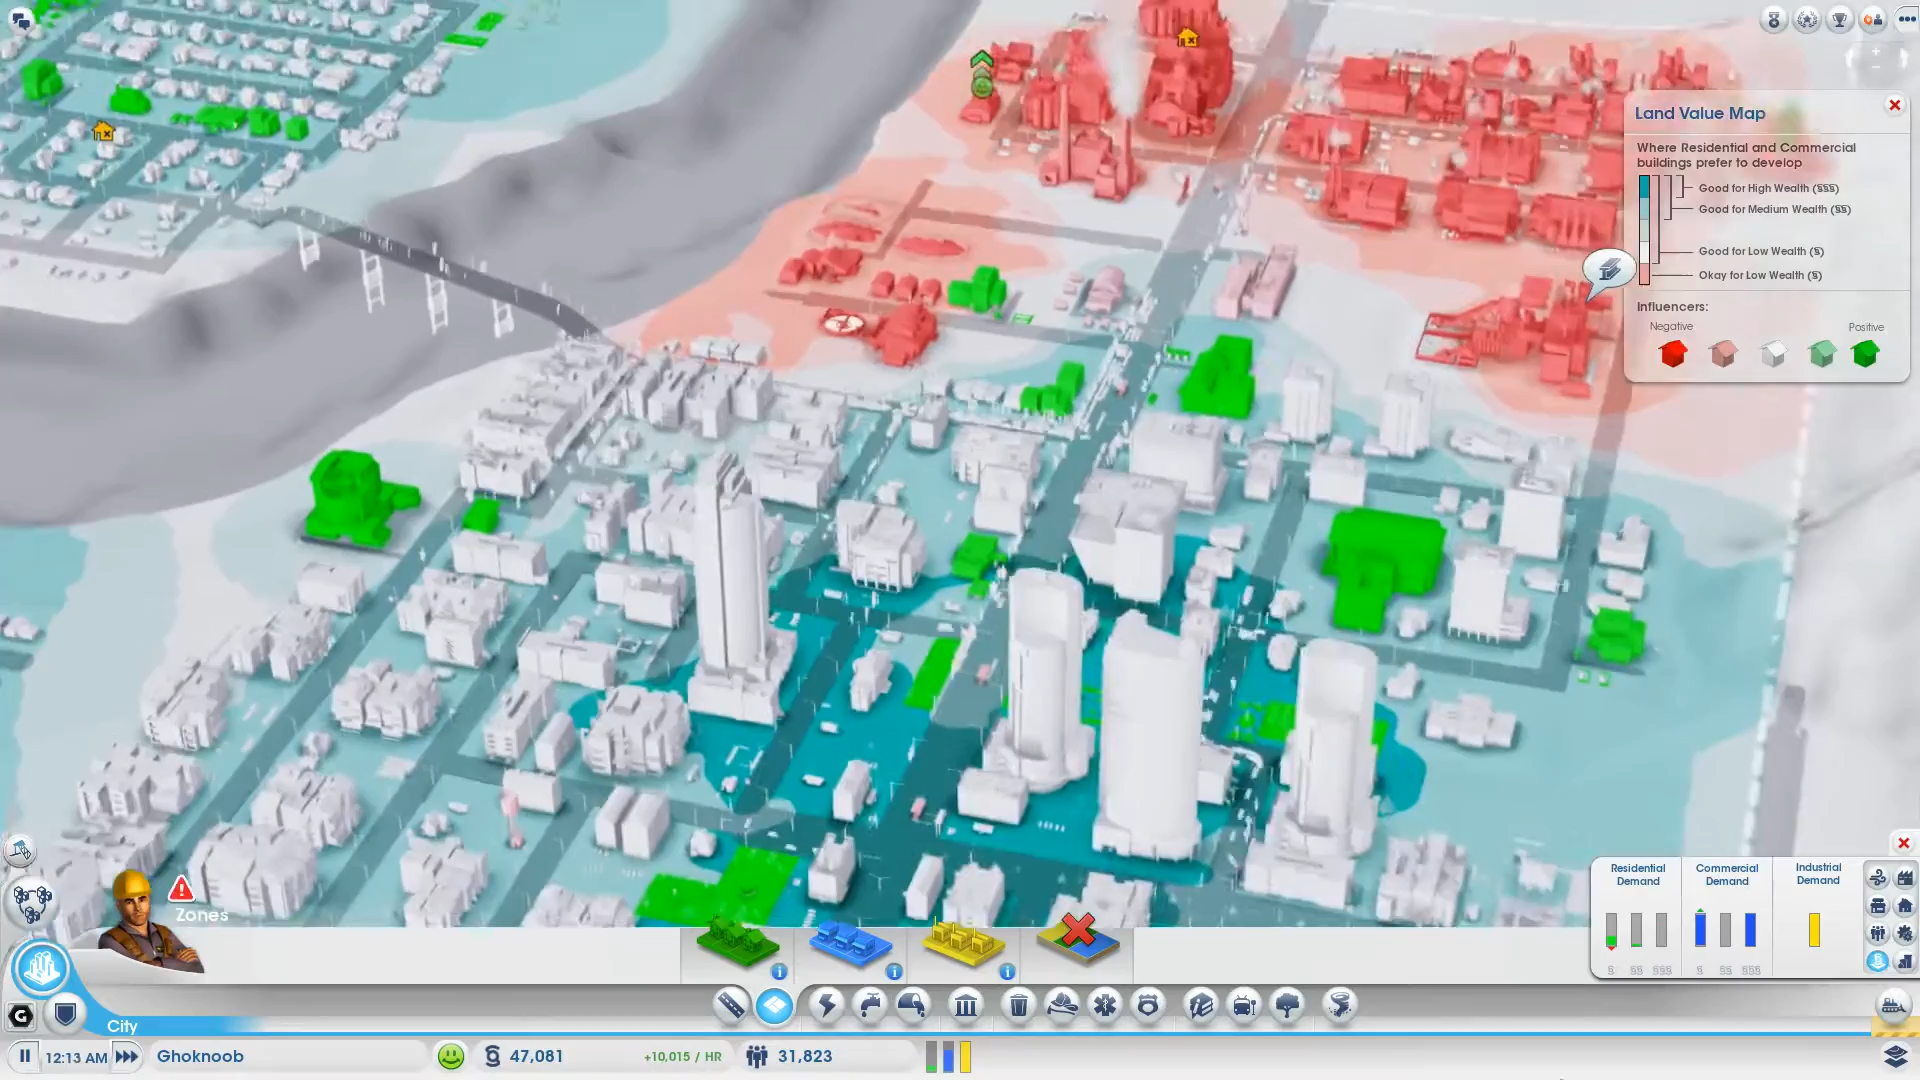 Land Value Map
Where Residential and Commercial
buildings prefer to develop
Good for High Wealth (§§§)
Good for Medium Wealth (§§)
Good for Low Wealth (§)
Okay for Low Wealth (§)
Influencers:
Negative
Positive
Zones
Residential
Demand
Commercial
Demand
Industrial
Demand
§ §§ §§§ § §§ §§§
City
12:13 AM
Ghoknoob
47,081
+10,015 / HR
31,823